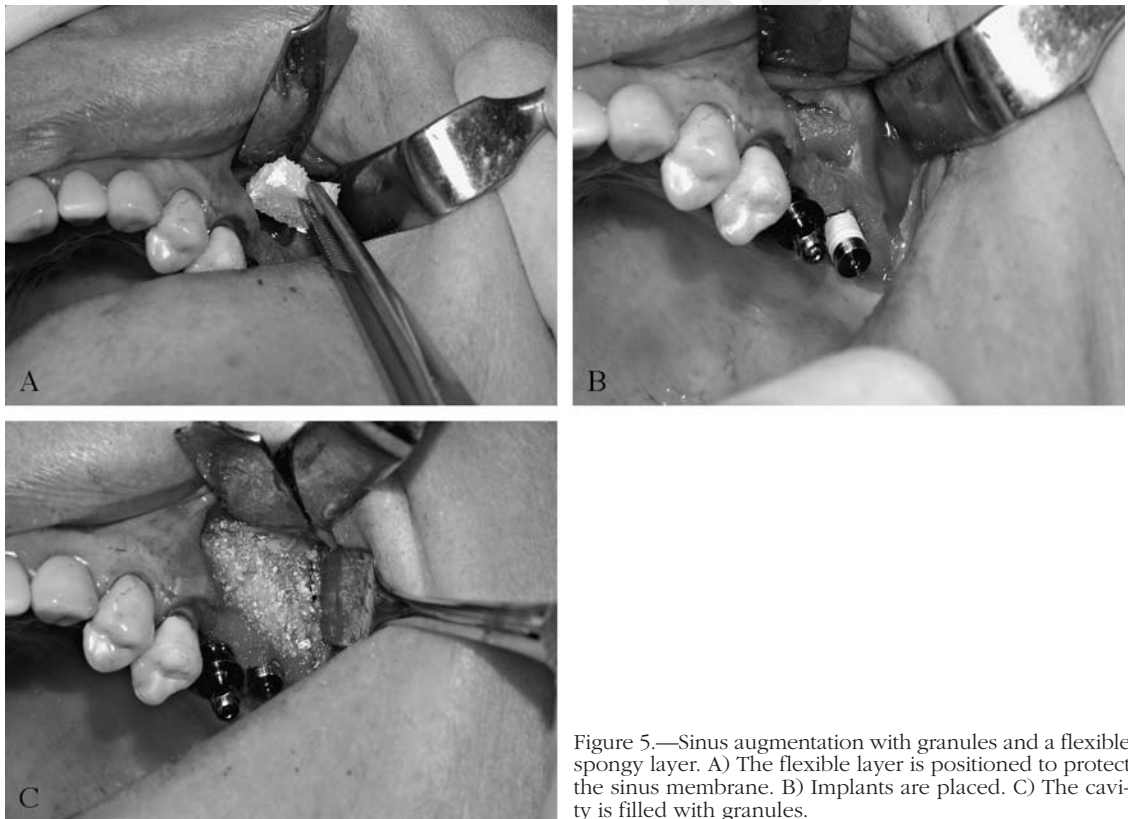 A
B
C
Figure 5.—Sinus augmentation with granules and a flexible
spongy layer. A) The flexible layer is positioned to protect
the sinus membrane. B) Implants are placed. C) The cavi-
ty is filled with granules.